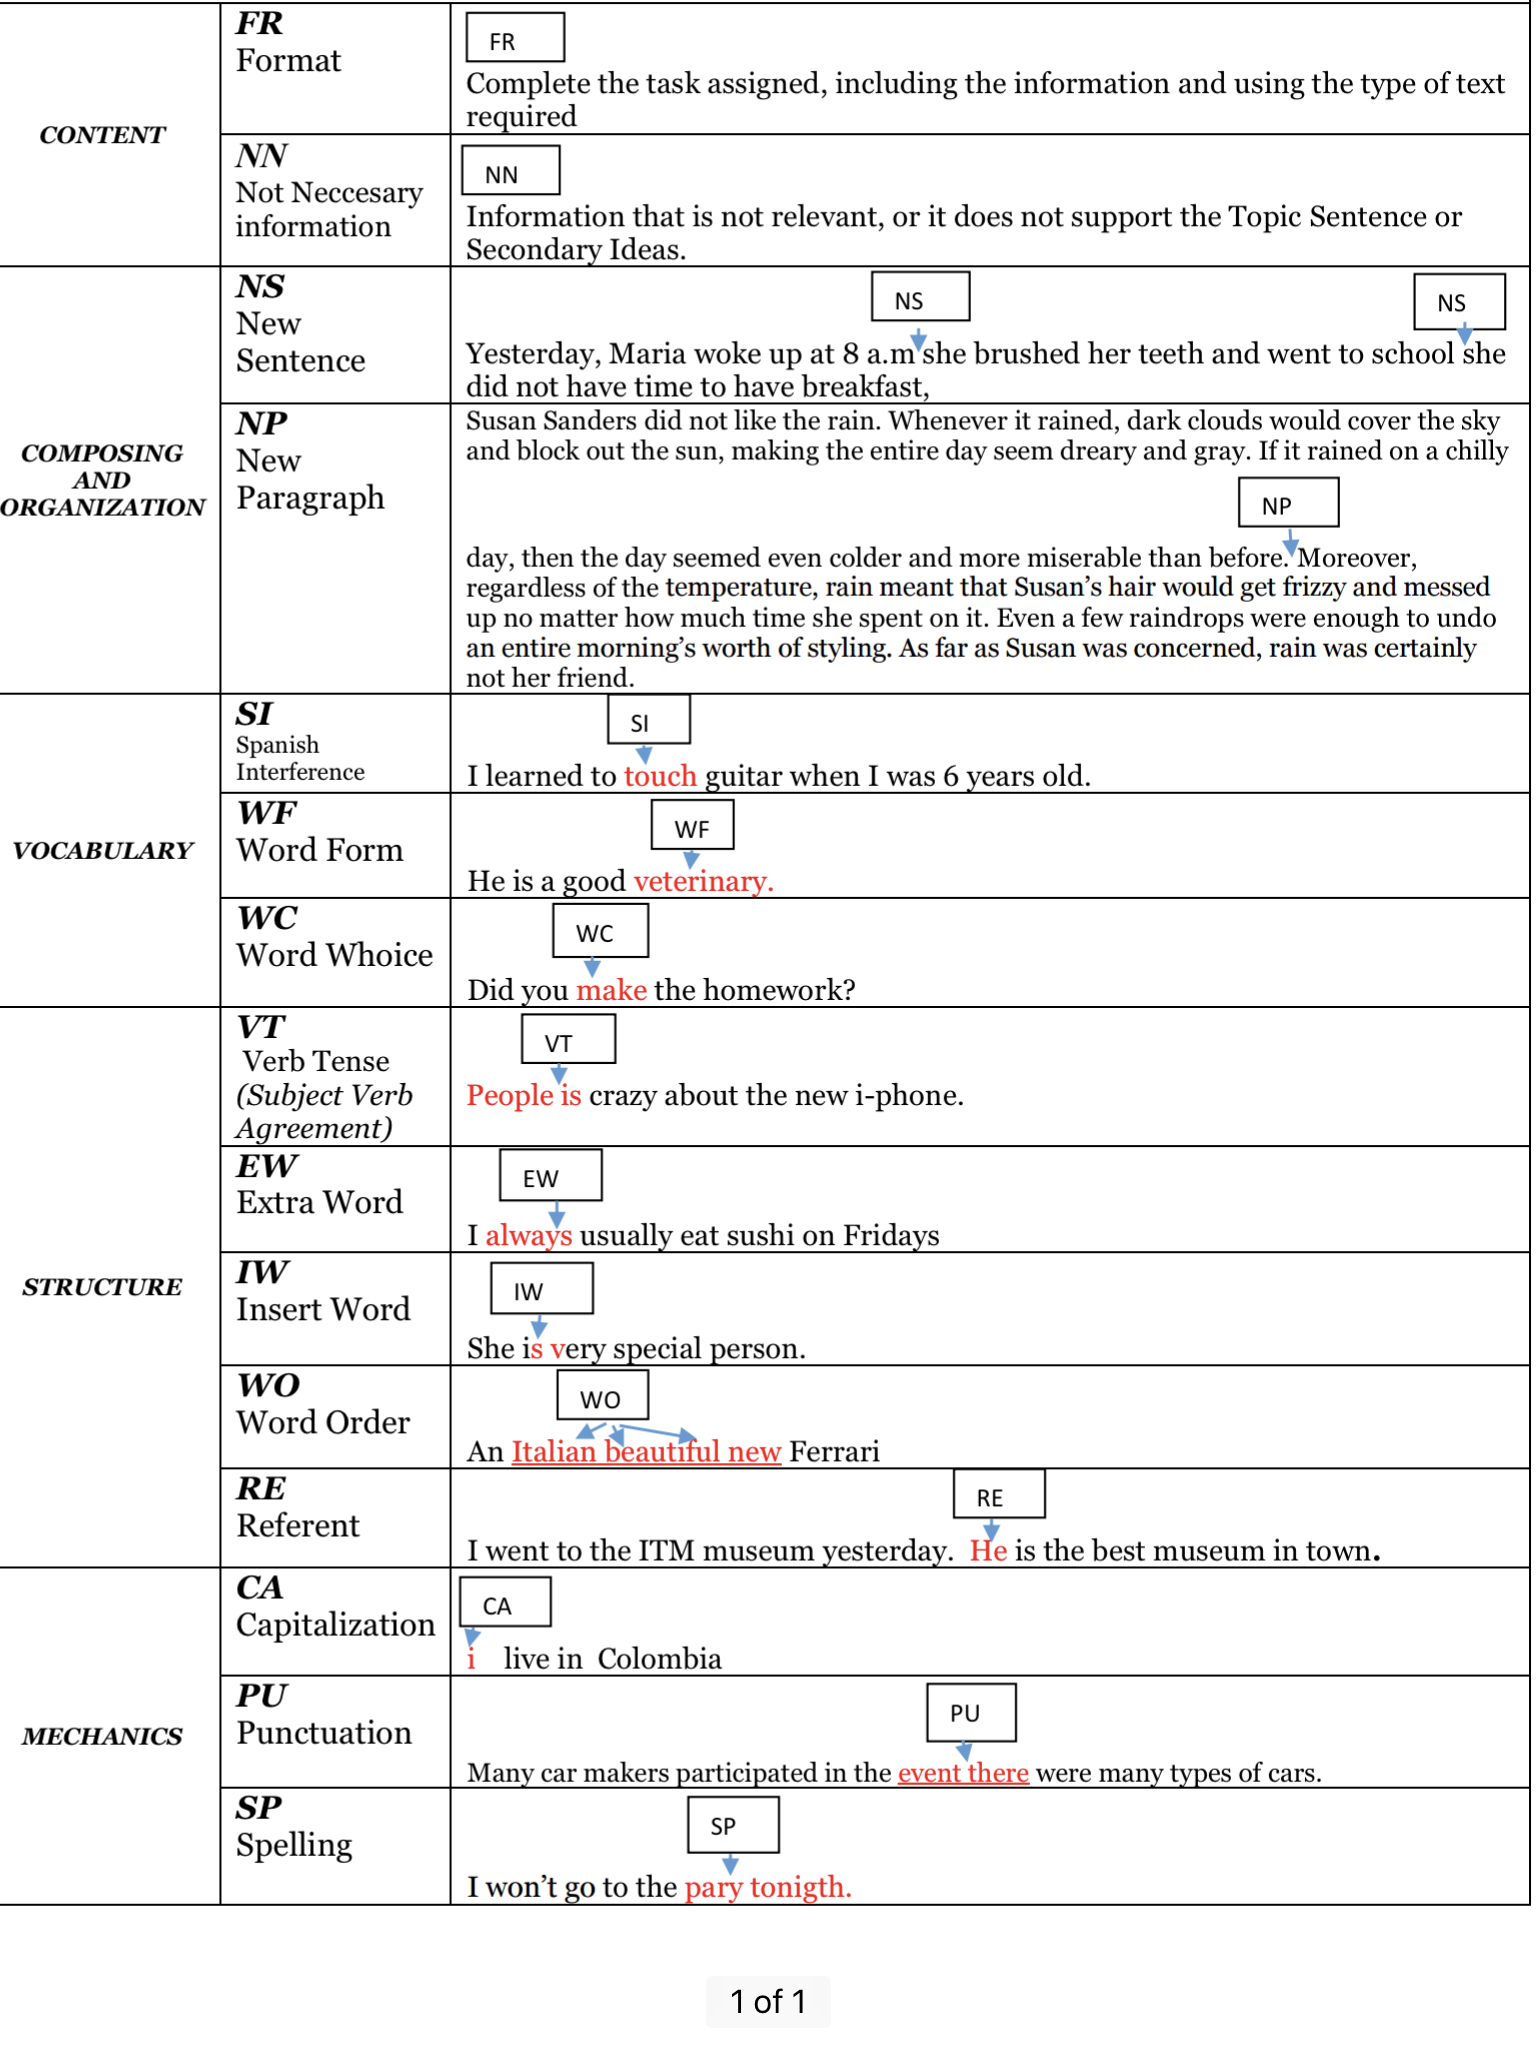 FR
Format
FR
Complete the task assigned, including the information and using the type of text
required
CONTENT
NN
Not Neccesary
information
NN
Information that is not relevant, or it does not support the Topic Sentence or
Secondary Ideas.
NS
New
Sentence
NS
NS
Yesterday, Maria woke up at 8 a.m she brushed her teeth and went to school she
did not have time to have breakfast,
COMPOSING
AND
ORGANIZATION
NP
New
Paragraph
Susan Sanders did not like the rain. Whenever it rained, dark clouds would cover the sky
and block out the sun, making the entire day seem dreary and gray. If it rained on a chilly
NP
day, then the day seemed even colder and more miserable than before. Moreover,
regardless of the temperature, rain meant that Susan’s hair would get frizzy and messed
up no matter how much time she spent on it. Even a few raindrops were enough to undo
an entire morning’s worth of styling. As far as Susan was concerned, rain was certainly
not her friend.
SI
Spanish
Interference
SI
I learned to touch guitar when I was 6 years old.
VOCABULARY
WF
Word Form
WF
He is a good veterinary.
WC
Word Whoice
WC
Did you make the homework?
VT
Verb Tense
(Subject Verb
Agreement)
VT
People is crazy about the new i-phone.
EW
Extra Word
EW
I always usually eat sushi on Fridays
STRUCTURE
IW
Insert Word
IW
She is very special person.
WO
Word Order
WO
An Italian beautiful new Ferrari
RE
Referent
RE
I went to the ITM museum yesterday. He is the best museum in town.
CA
Capitalization
CA
i live in Colombia
MECHANICS
PU
Punctuation
PU
Many car makers participated in the event there were many types of cars.
SP
Spelling
SP
I won’t go to the pary tonigth.
1 of 1